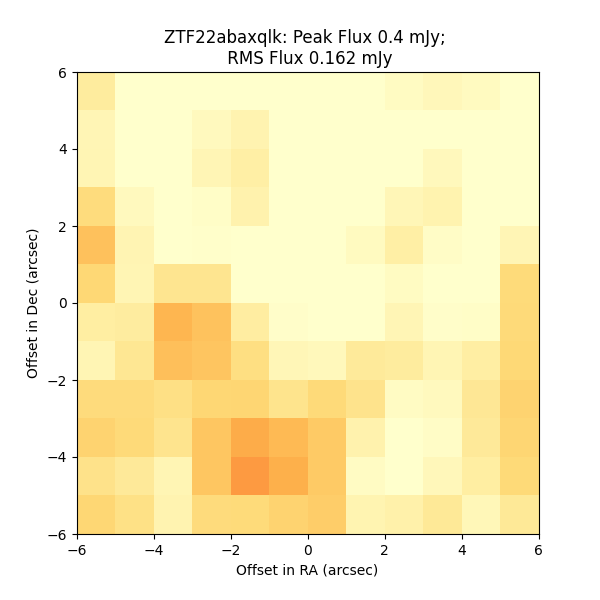 ZTF22abaxqlk: Peak Flux 0.4 mJy;
RMS Flux 0.162 mJy
6
4
2
0
−2
−4
−6
Offset in Dec (arcsec)
−6 −4 −2 0 2 4 6
Offset in RA (arcsec)